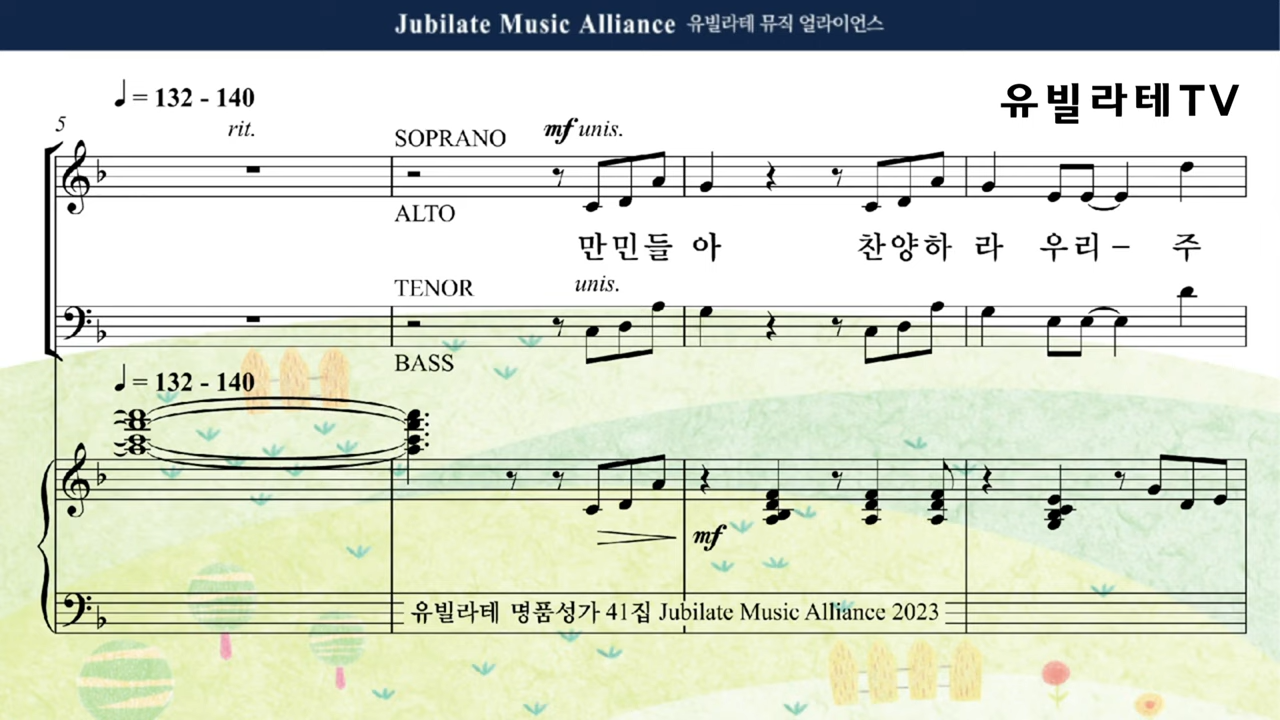 Jubilate Music Alliance 유빌라테 뮤직 얼라이언스
유빌라테TV
♩ = 132 - 140
5
rit.
SOPRANO
mf unis.
ALTO
만민들 아 찬양하 라 우리 – 주
TENOR
unis.
BASS
♩ = 132 - 140
mf
유빌라테 명품성가 41집 Jubilate Music Alliance 2023